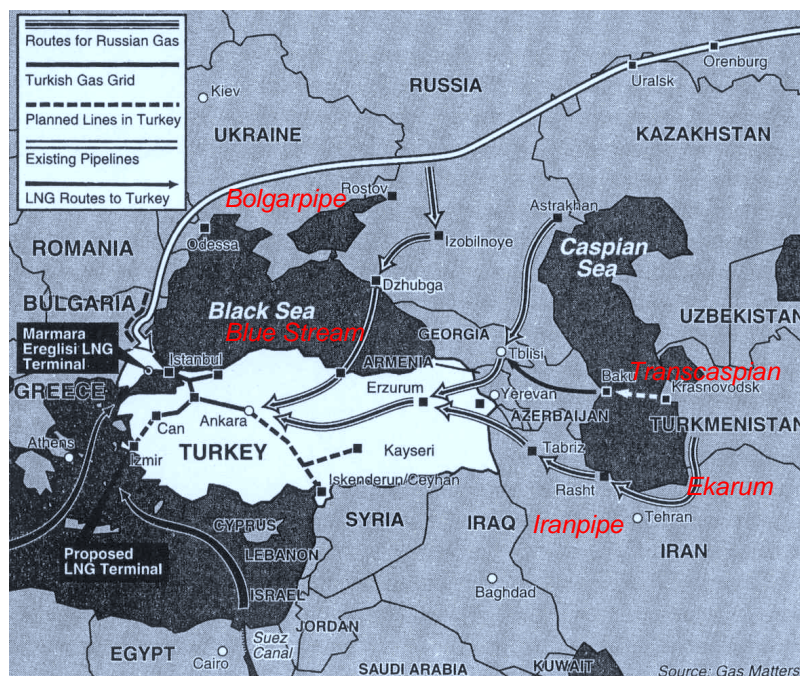 Routes for Russian Gas
Turkish Gas Grid
Planned Lines in Turkey
Existing Pipelines
LNG Routes to Turkey
Orenburg
Uralsk
RUSSIA
Kiev
UKRAINE
KAZAKHSTAN
Bolgarpipe
Rostov
Astrakhan
Odessa
Izobilnoye
ROMANIA
Caspian
Sea
Dzhubga
BULGARIA
Black Sea
UZBEKISTAN
Marmara
Ereglisi LNG
Terminal
Blue Stream
GEORGIA
Tblisi
Istanbul
ARMENIA
Baku
Transcaspian
Krasnovodsk
GREECE
Erzurum
Yerevan
AZERBAIJAN
TURKMENISTAN
Can
Ankara
Athens
Izmir
TURKEY
Kayseri
Tabriz
Iskenderun/Ceyhan
Rasht
Ekarum
CYPRUS
SYRIA
IRAQ
Iranpipe
Tehran
IRAN
Proposed
LNG Terminal
LEBANON
ISRAEL
Baghdad
JORDAN
Suez
Canal
EGYPT
Cairo
SAUDI ARABIA
KUWAIT
Source: Gas Matters